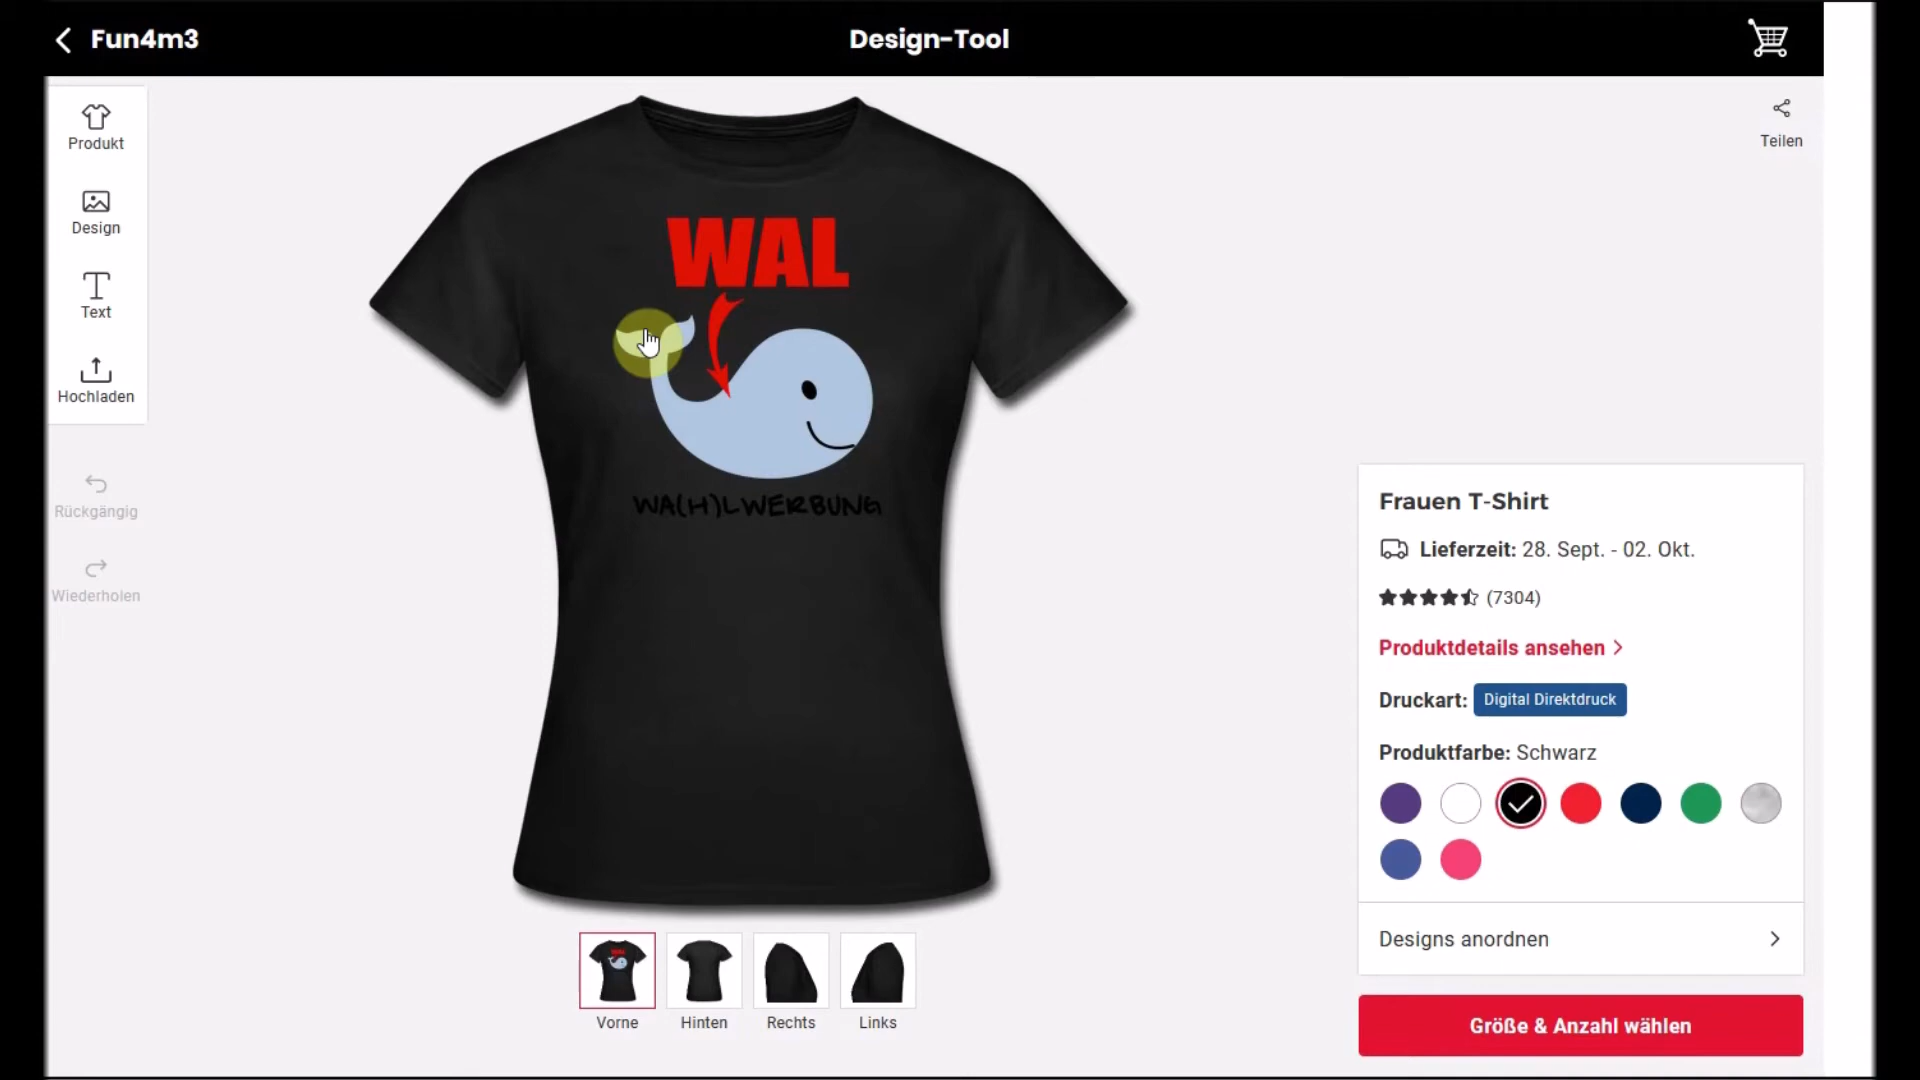 Fun4m3
Design-Tool
Produkt
Design
Text
Hochladen
Rückgängig
Wiederholen
Teilen
WAL
WA(H)LWERBUNG
Vorne
Hinten
Rechts
Links
Frauen T-Shirt
Lieferzeit: 28. Sept. - 02. Okt.
(7304)
Produktdetails ansehen
Druckart: Digital Direktdruck
Produktfarbe: Schwarz
Designs anordnen
Größe & Anzahl wählen